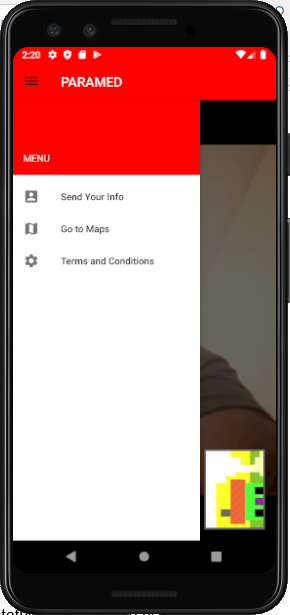 2:20
PARAMED
MENU
Send Your Info
Go to Maps
Terms and Conditions